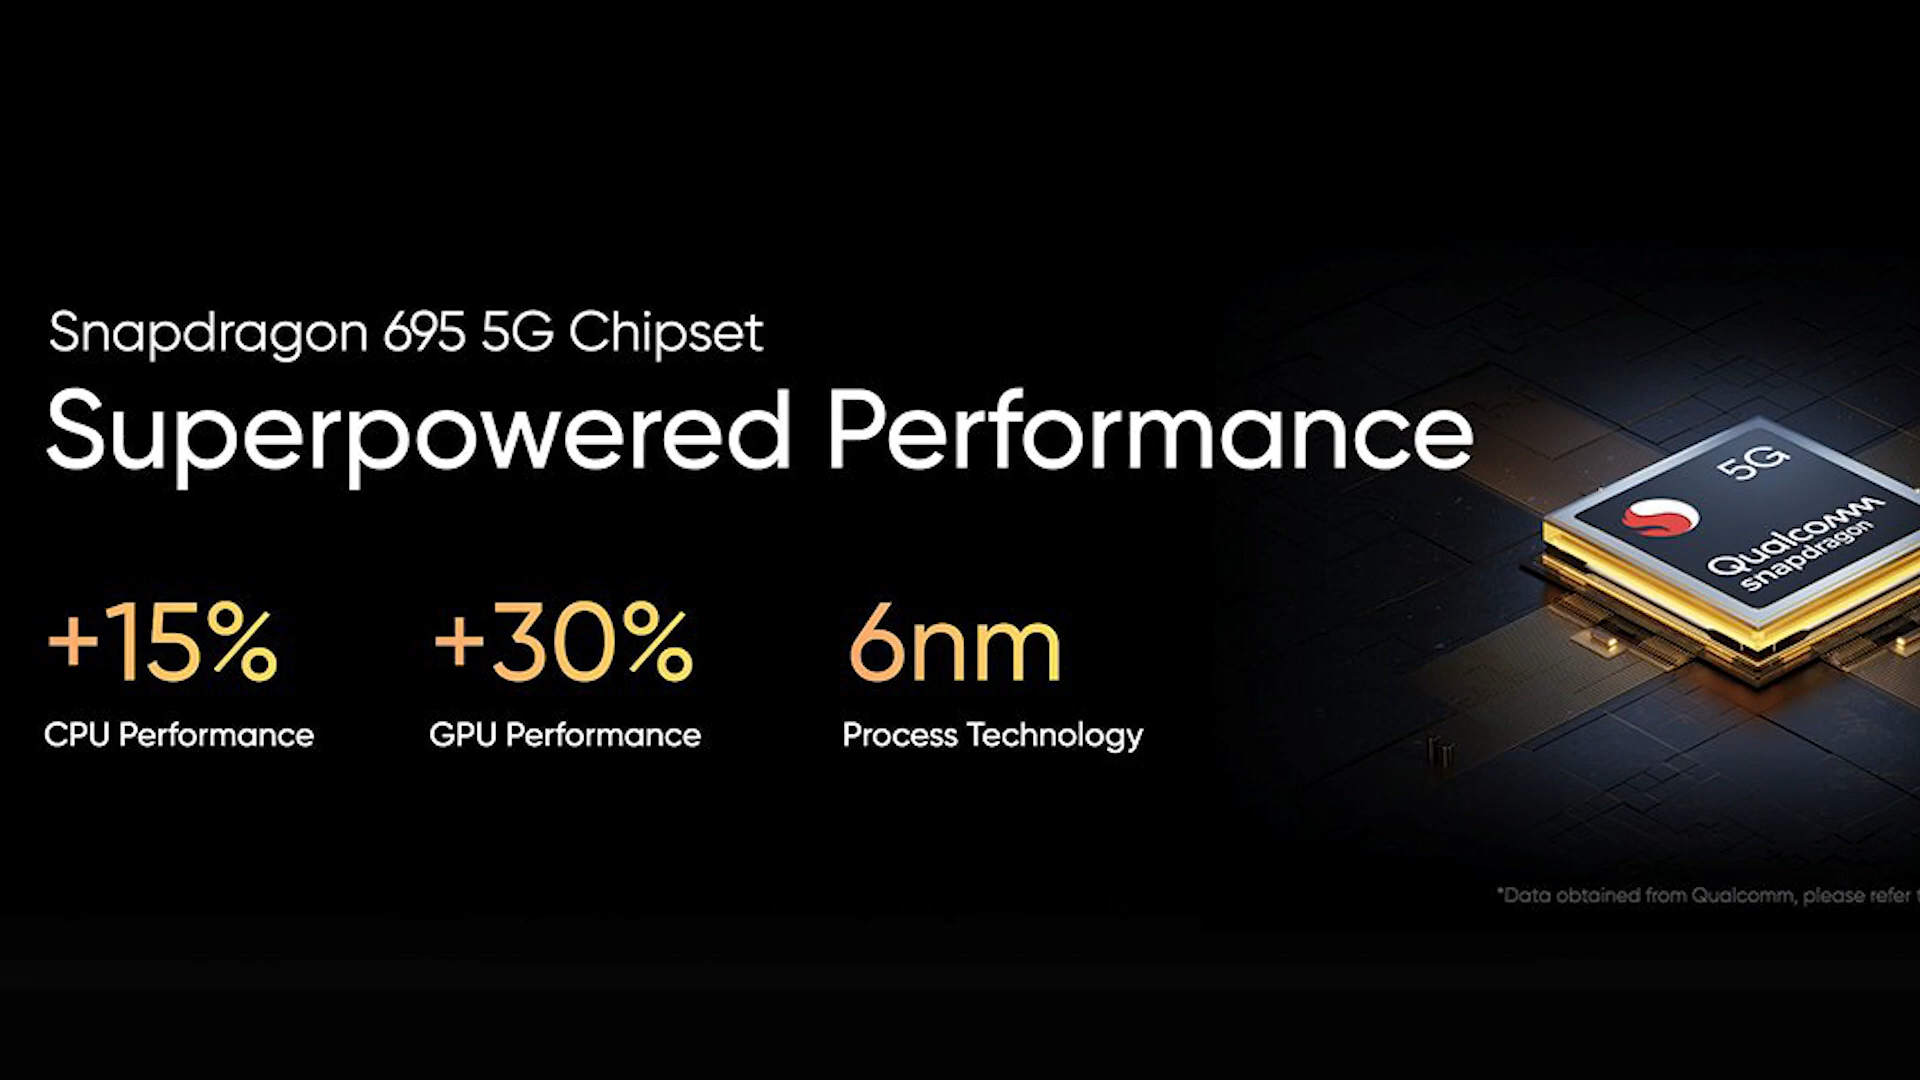 Snapdragon 695 5G Chipset
Superpowered Performance
+15%
CPU Performance
+30%
GPU Performance
6nm
Process Technology
5G
Qualcomm
snapdragon
*Data obtained from Qualcomm, please refer